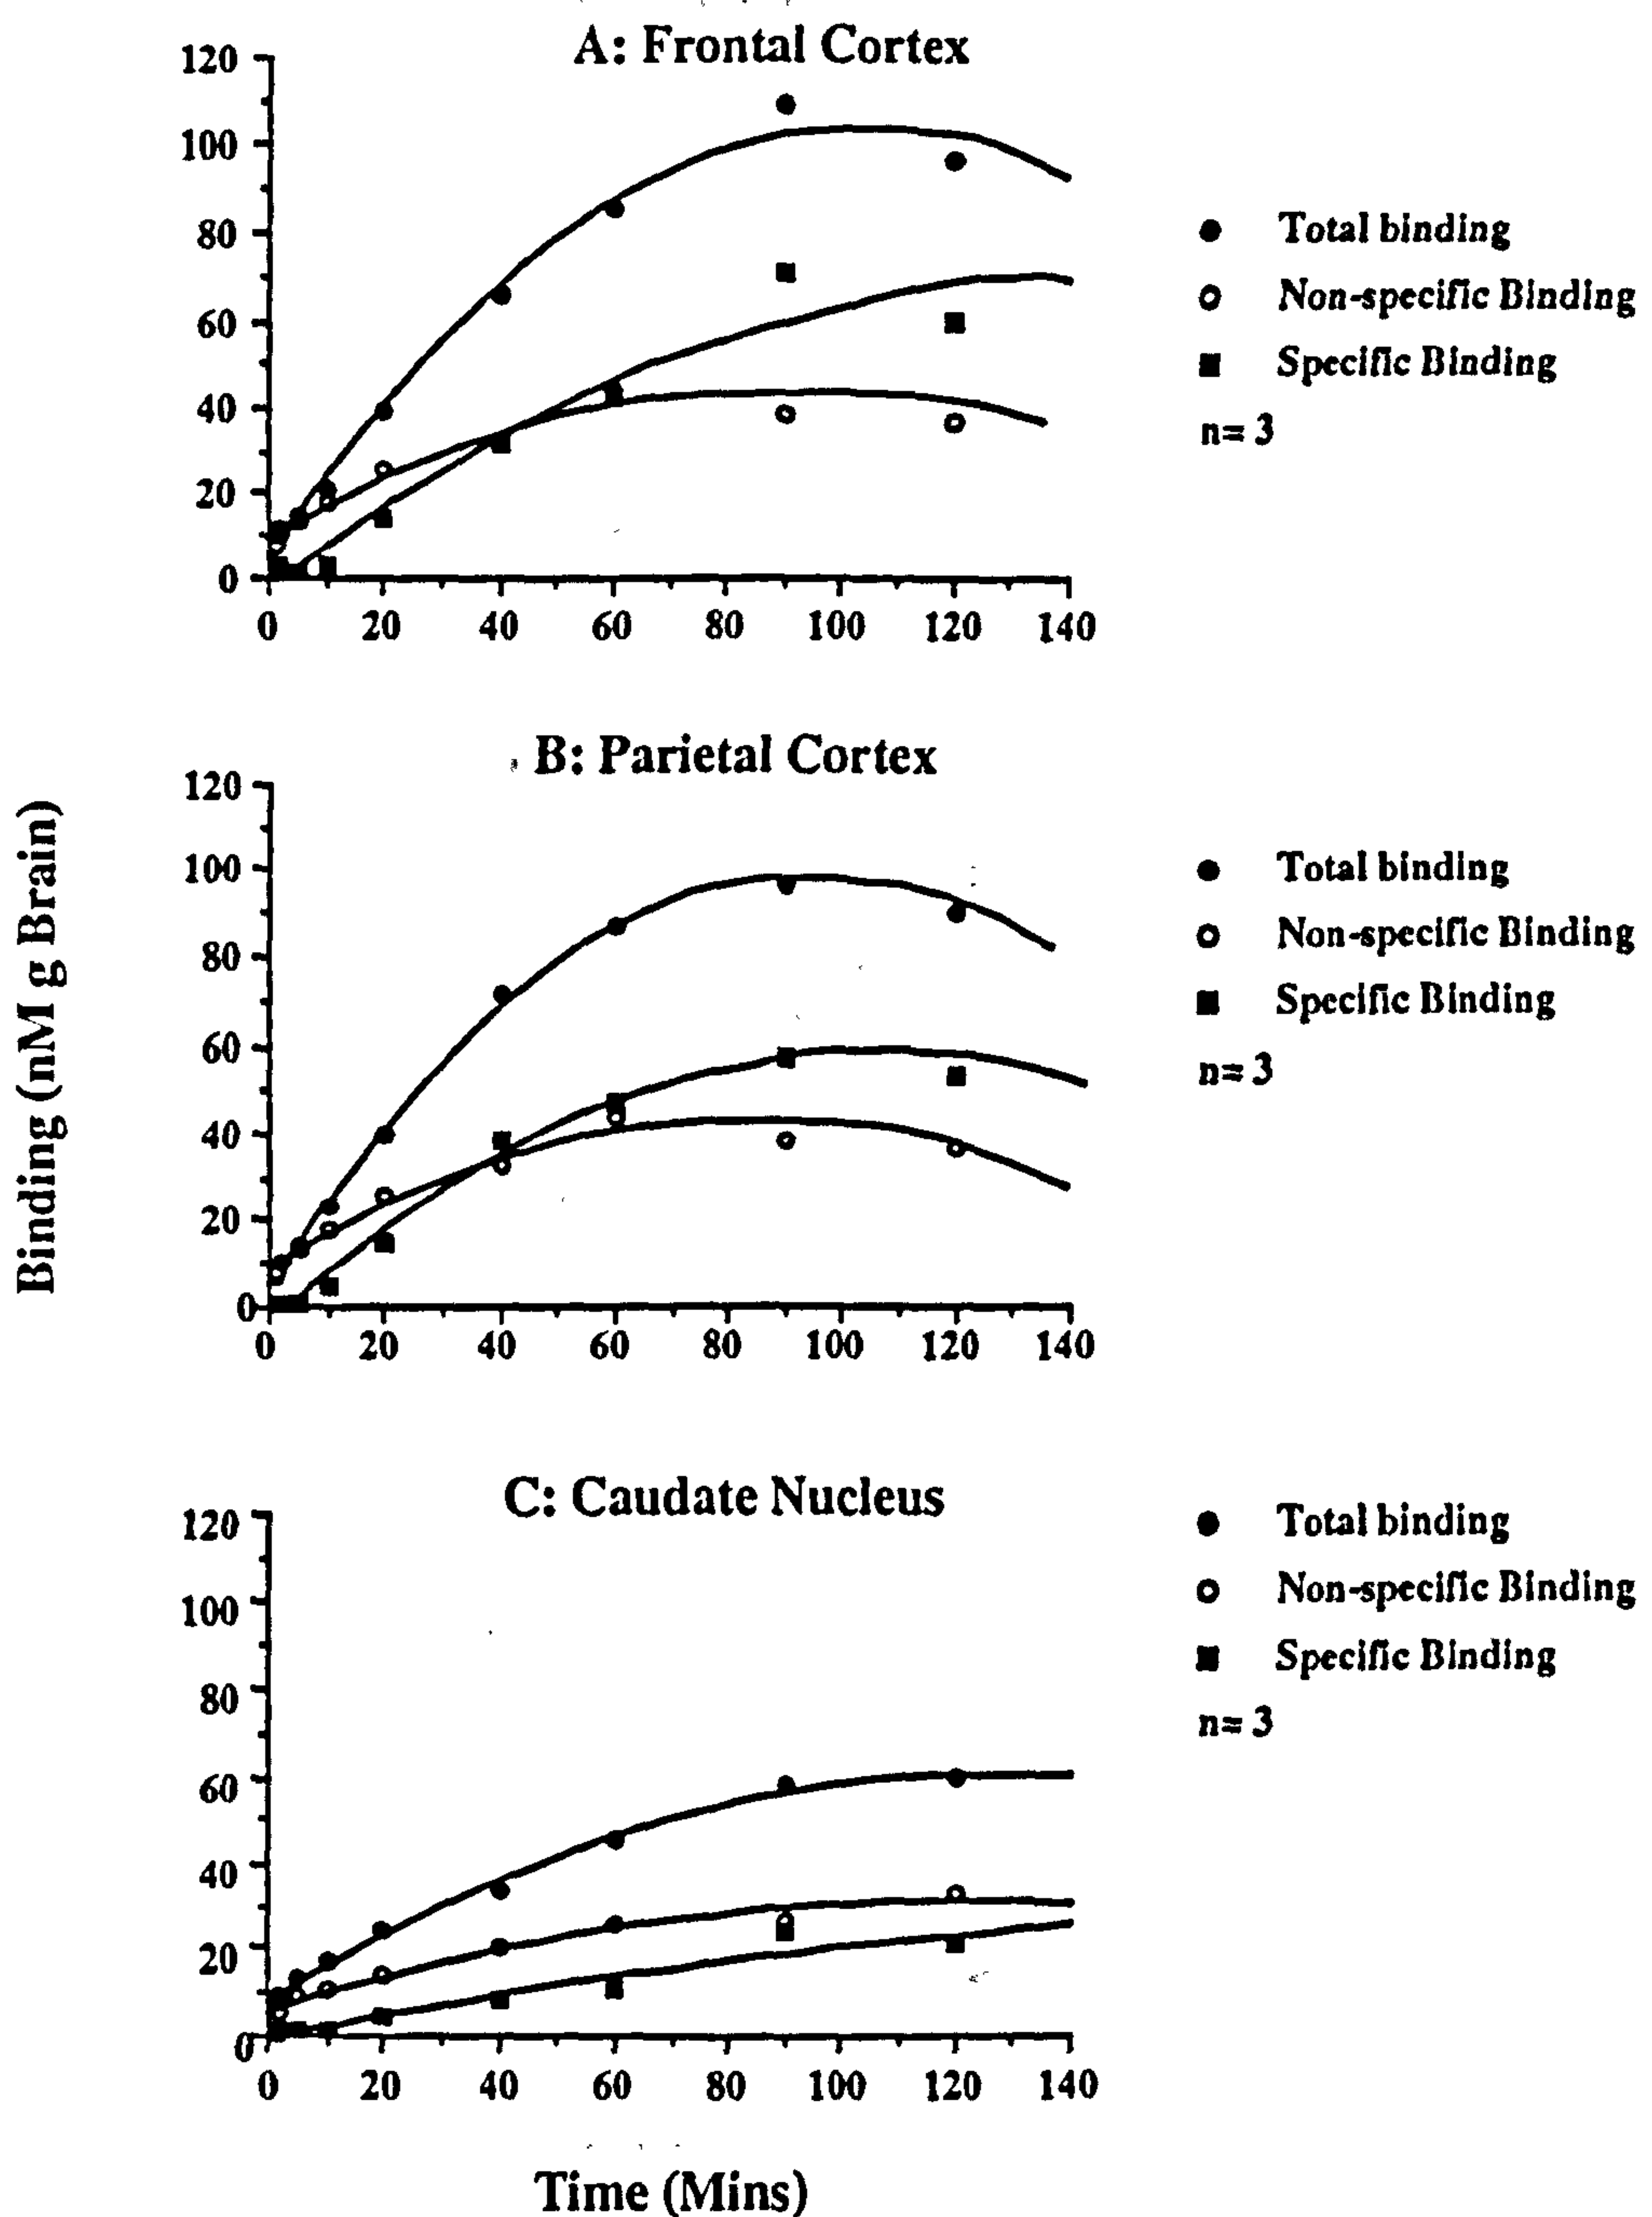 A: Frontal Cortex
120
100
80
60
40
20
0
0 20 40 60 80 100 120 140
Total binding
Non-specific Binding
Specific Binding
n= 3
B: Parietal Cortex
120
100
80
60
40
20
0
0 20 40 60 80 100 120 140
Total binding
Non-specific Binding
Specific Binding
n= 3
Binding (nM g Brain)
C: Caudate Nucleus
120
100
80
60
40
20
0
0 20 40 60 80 100 120 140
Total binding
Non-specific Binding
Specific Binding
n= 3
Time (Mins)